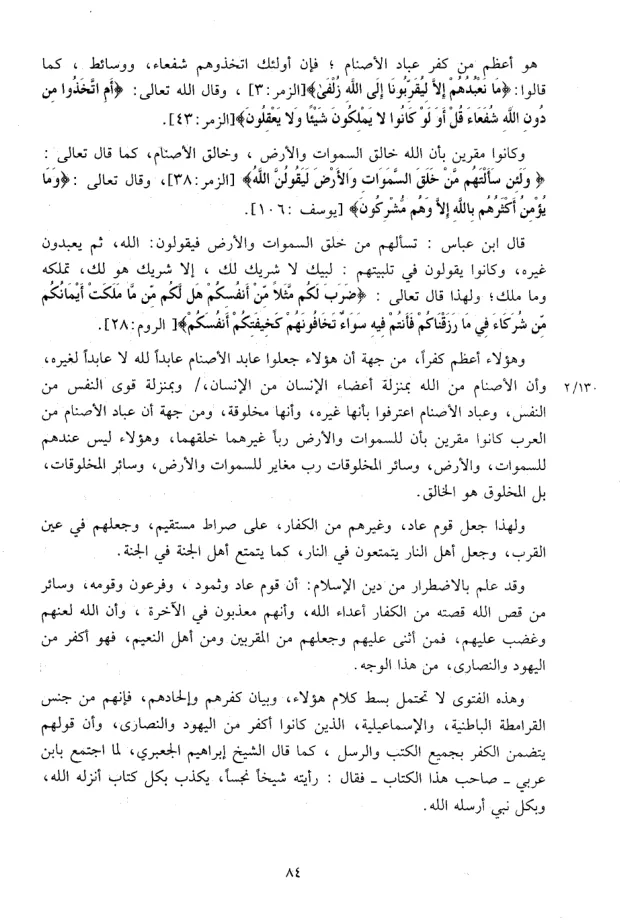 هو أعظم من كفر عباد الأصنام ؛ فإن أولئك اتخذوهم شفعاء، ووسائط ، كما
قالوا: ﴿مَا نَعْبُدُهُمْ إِلاَّ لِيُقَرِّبُونَا إِلَى اللَّهِ زُلْفَىٰ﴾[الزمر:٣] ، وقال الله تعالى: ﴿أَمِ اتَّخَذُوا مِن
دُونِ اللَّهِ شُفَعَاءَ قُلْ أَوَ لَوْ كَانُوا لا يَمْلِكُونَ شَيْئًا وَلا يَعْقِلُونَ﴾[الزمر:٤٣].
وكانوا مقرين بأن الله خالق السموات والأرض ، وخالق الأصنام، كما قال تعالى :
﴿ وَلَئِن سَأَلْتَهُم مَّنْ خَلَقَ السَّمَوَاتِ وَالأَرْضَ لَيَقُولُنَّ اللَّهُ﴾ [الزمر:٣٨]، وقال تعالى :﴿وَمَا
يُؤْمِنُ أَكْثَرُهُم بِاللَّهِ إِلاَّ وَهُم مُّشْرِكُونَ﴾ [يوسف :١٠٦].
قال ابن عباس : تسألهم من خلق السموات والأرض فيقولون: الله، ثم يعبدون
غيره، وكانوا يقولون في تلبيتهم : لبيك لا شريك لك ، إلا شريك هو لك، تملكه
وما ملك؛ ولهذا قال تعالى : ﴿ضَرَبَ لَكُم مَّثَلاً مِّنْ أَنفُسِكُمْ هَل لَّكُم مِّن مَّا مَلَكَتْ أَيْمَانُكُم
مِّن شُرَكَاءَ فِي مَا رَزَقْنَاكُمْ فَأَنتُمْ فِيهِ سَوَاءٌ تَخَافُونَهُمْ كَخِيفَتِكُمْ أَنفُسَكُمْ﴾[ الروم:٢٨].
وهؤلاء أعظم كفراً، من جهة أن هؤلاء جعلوا عابد الأصنام عابداً لله لا عابداً لغيره،
وأن الأصنام من الله بمنزلة أعضاء الإنسان من الإنسان،/ وبمنزلة قوى النفس من ٢/١٣٠
النفس، وعباد الأصنام اعترفوا بأنها غيره، وأنها مخلوقة، ومن جهة أن عباد الأصنام من
العرب كانوا مقرين بأن للسموات والأرض رباً غيرهما خلقهما، وهؤلاء ليس عندهم
للسموات، والأرض، وسائر المخلوقات رب مغاير للسموات والأرض، وسائر المخلوقات،
بل المخلوق هو الخالق.
ولهذا جعل قوم عاد، وغيرهم من الكفار، على صراط مستقيم، وجعلهم في عين
القرب، وجعل أهل النار يتمتعون في النار، كما يتمتع أهل الجنة في الجنة.
وقد علم بالاضطرار من دين الإسلام: أن قوم عاد وثمود ، وفرعون وقومه، وسائر
من قص الله قصته من الكفار أعداء الله، وأنهم معذبون في الآخرة ، وأن الله لعنهم
وغضب عليهم، فمن أثنى عليهم وجعلهم من المقربين ومن أهل النعيم، فهو أكفر من
اليهود والنصارى، من هذا الوجه.
وهذه الفتوى لا تحتمل بسط كلام هؤلاء، وبيان كفرهم وإلحادهم، فإنهم من جنس
القرامطة الباطنية، والإسماعيلية، الذين كانوا أكفر من اليهود والنصارى، وأن قولهم
يتضمن الكفر بجميع الكتب والرسل ، كما قال الشيخ إبراهيم الجعبري، لما اجتمع بابن
عربي ـ صاحب هذا الكتاب ـ فقال : رأيته شيخاً نجساً، يكذب بكل كتاب أنزله الله،
وبكل نبي أرسله الله.
٨٤